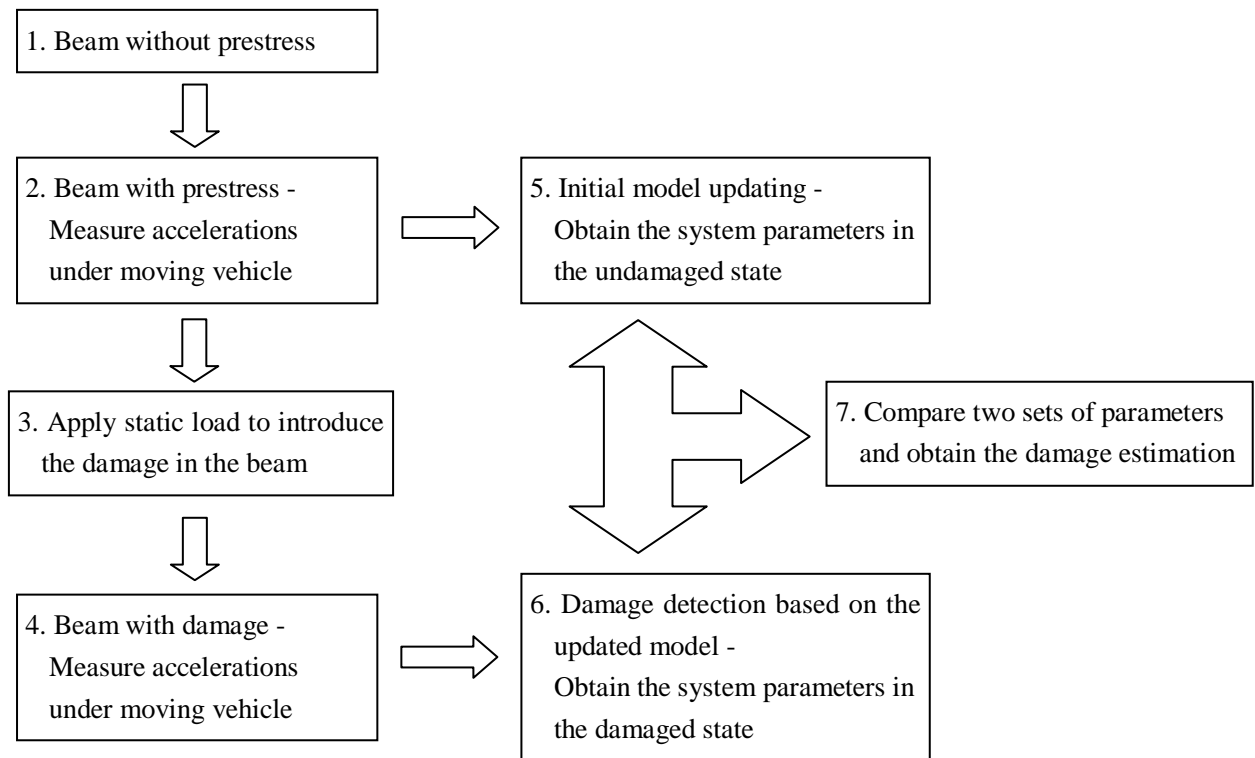 1. Beam without prestress
2. Beam with prestress -
Measure accelerations
under moving vehicle
3. Apply static load to introduce
the damage in the beam
4. Beam with damage -
Measure accelerations
under moving vehicle
5. Initial model updating -
Obtain the system parameters in
the undamaged state
6. Damage detection based on the
updated model -
Obtain the system parameters in
the damaged state
7. Compare two sets of parameters
and obtain the damage estimation